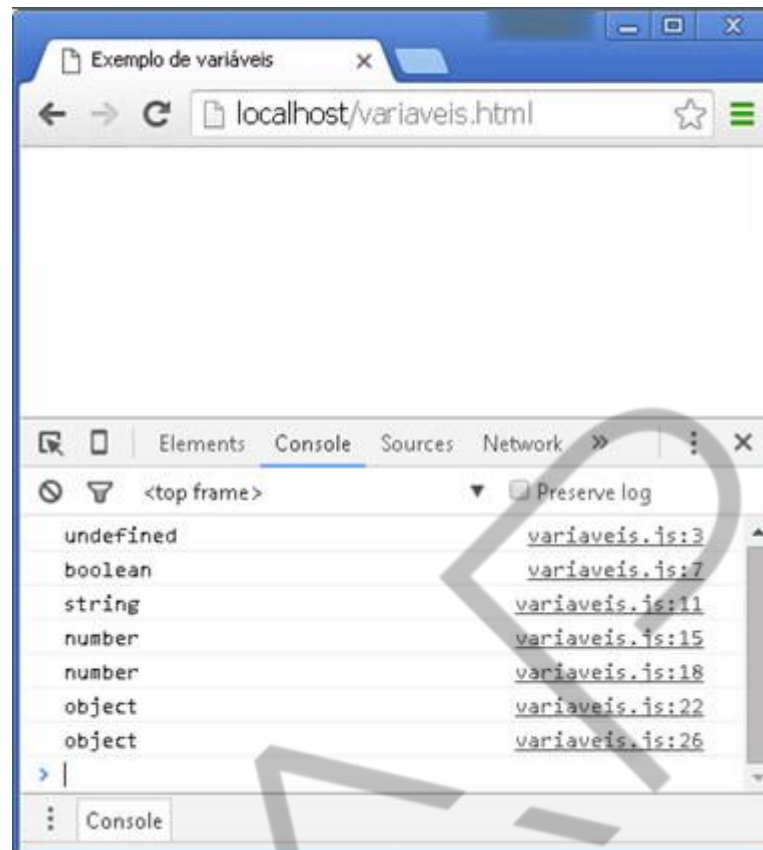 Exemplo de variáveis
localhost/variaveis.html
Elements Console Sources Network »
<top frame> Preserve log
undefined variaveis.js:3
boolean variaveis.js:7
string variaveis.js:11
number variaveis.js:15
number variaveis.js:18
object variaveis.js:22
object variaveis.js:26
>
Console